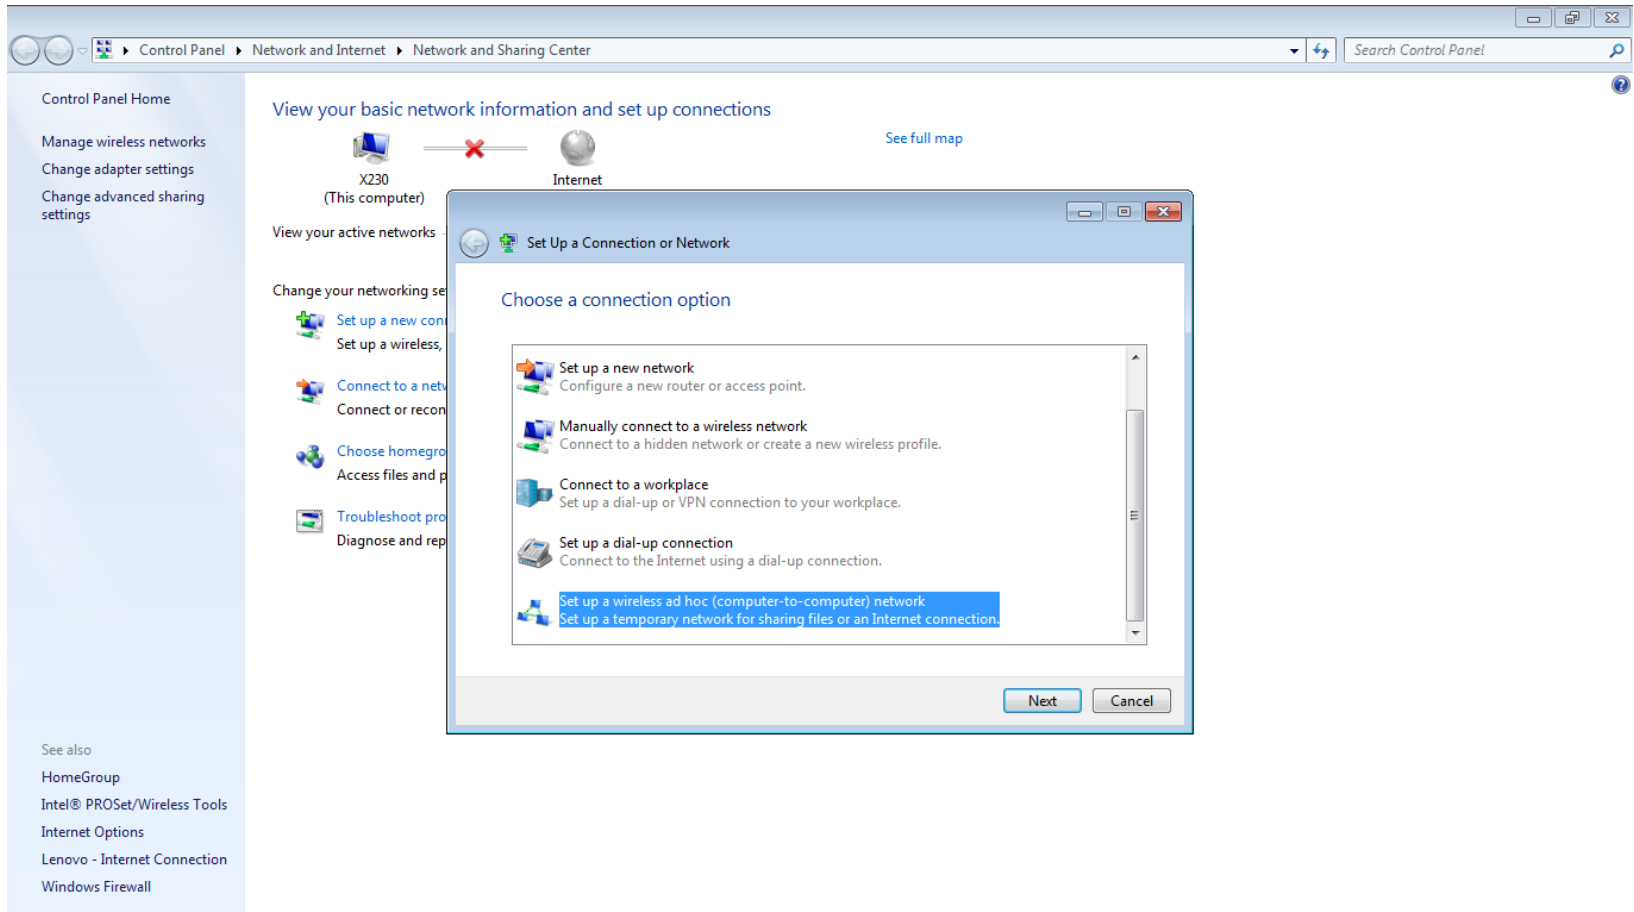 Control Panel
Network and Internet
Network and Sharing Center
Search Control Panel
Control Panel Home
Manage wireless networks
Change adapter settings
Change advanced sharing
settings
View your basic network information and set up connections
See full map
X230
(This computer)
Internet
View your active networks
Change your networking se
Set up a new con
Set up a wireless,
Connect to a net
Connect or recon
Choose homegro
Access files and p
Troubleshoot pro
Diagnose and rep
Set Up a Connection or Network
Choose a connection option
Set up a new network
Configure a new router or access point.
Manually connect to a wireless network
Connect to a hidden network or create a new wireless profile.
Connect to a workplace
Set up a dial-up or VPN connection to your workplace.
Set up a dial-up connection
Connect to the Internet using a dial-up connection.
Set up a wireless ad hoc (computer-to-computer) network
Set up a temporary network for sharing files or an Internet connection.
Next
Cancel
See also
HomeGroup
Intel® PROSet/Wireless Tools
Internet Options
Lenovo - Internet Connection
Windows Firewall